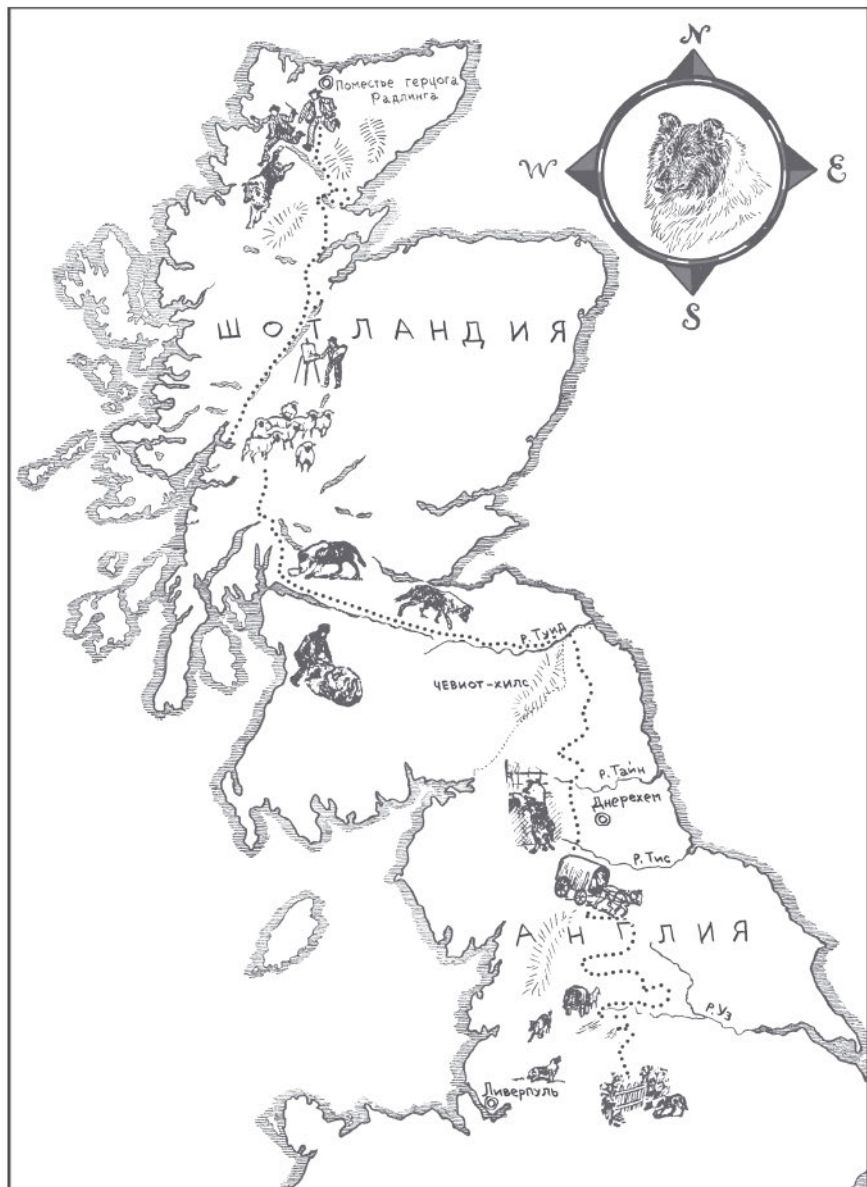 N
Поместье герцога
Радлинга
W
E
S
ШОТЛАНДИЯ
р. Туид
ЧЕВИОТ-ХИЛС
р. Тайн
Днерехем
р. Тис
АНГЛИЯ
р. Уз
Ливерпуль